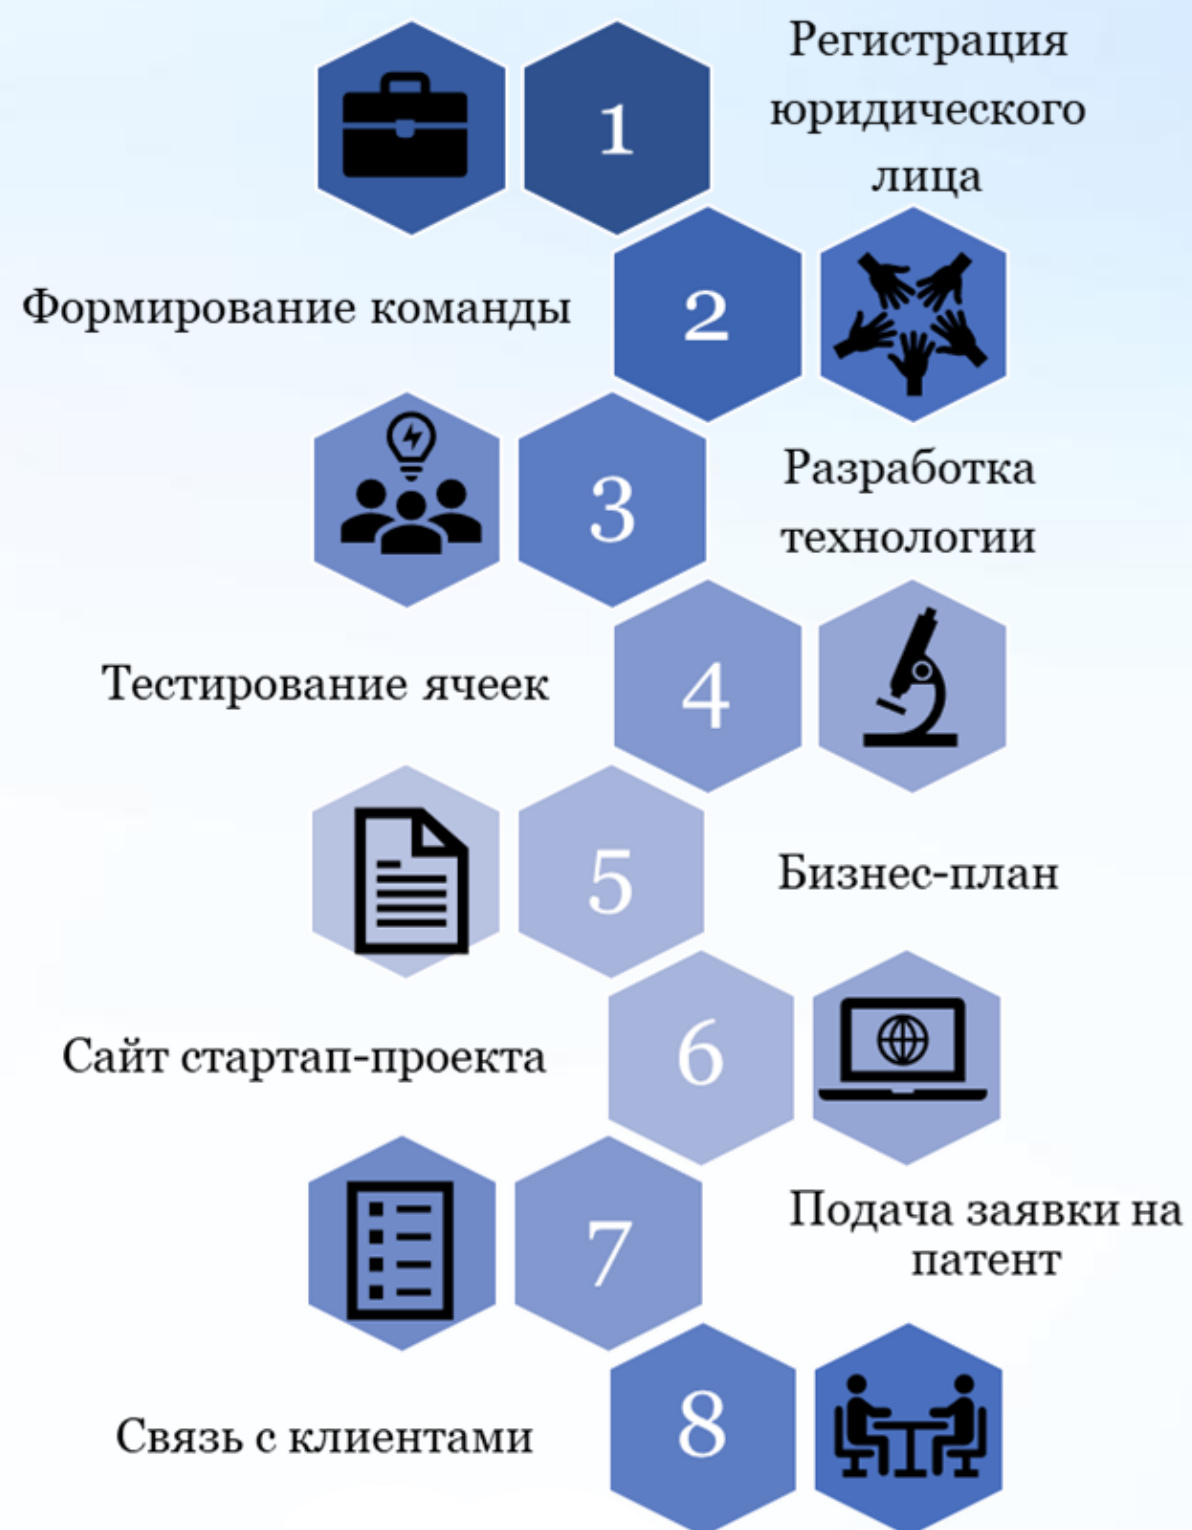 1
Регистрация
юридического
лица
Формирование команды
2
3
Разработка
технологии
Тестирование ячеек
4
5
Бизнес-план
Сайт стартап-проекта
6
7
Подача заявки на
патент
Связь с клиентами
8